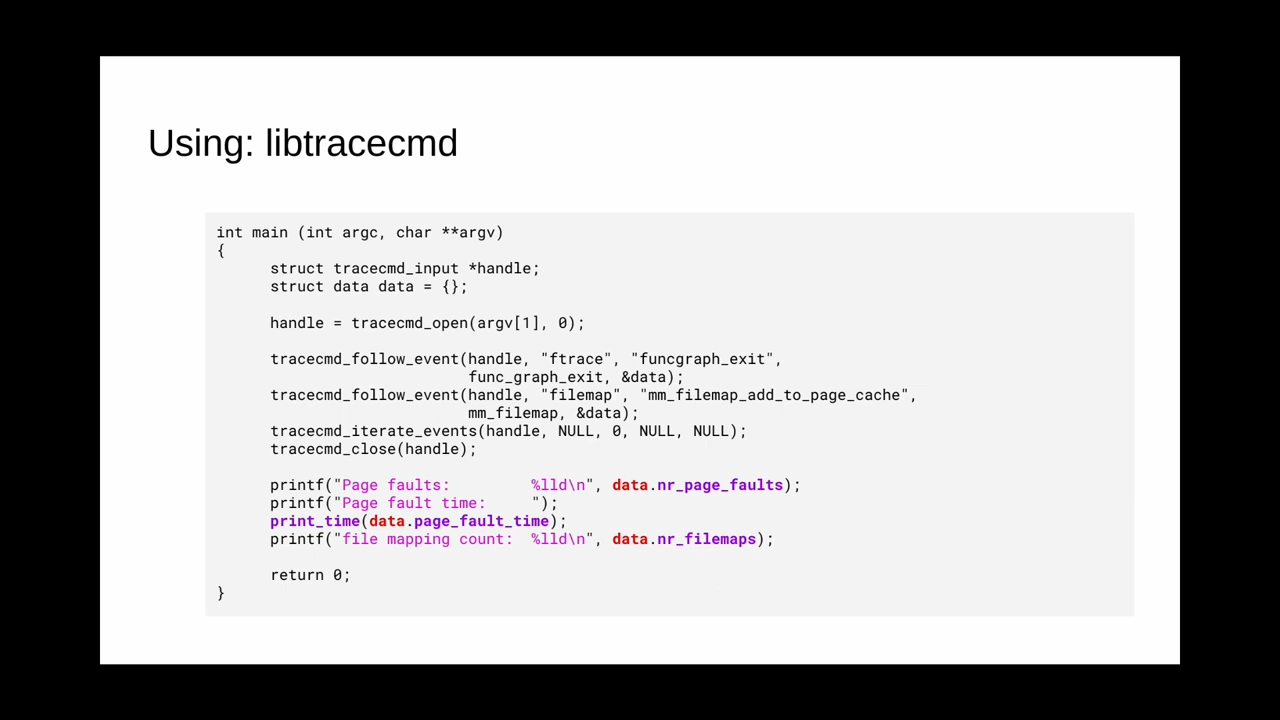 Using: libtracecmd
int main (int argc, char **argv)
{
struct tracecmd_input *handle;
struct data data = {};
handle = tracecmd_open(argv[1], 0);
tracecmd_follow_event(handle, "ftrace", "funcgraph_exit",
func_graph_exit, &data);
tracecmd_follow_event(handle, "filemap", "mm_filemap_add_to_page_cache",
mm_filemap, &data);
tracecmd_iterate_events(handle, NULL, 0, NULL, NULL);
tracecmd_close(handle);
printf("Page faults:         %lld\n", data.nr_page_faults);
printf("Page fault time:     ");
print_time(data.page_fault_time);
printf("file mapping count:  %lld\n", data.nr_filemaps);
return 0;
}